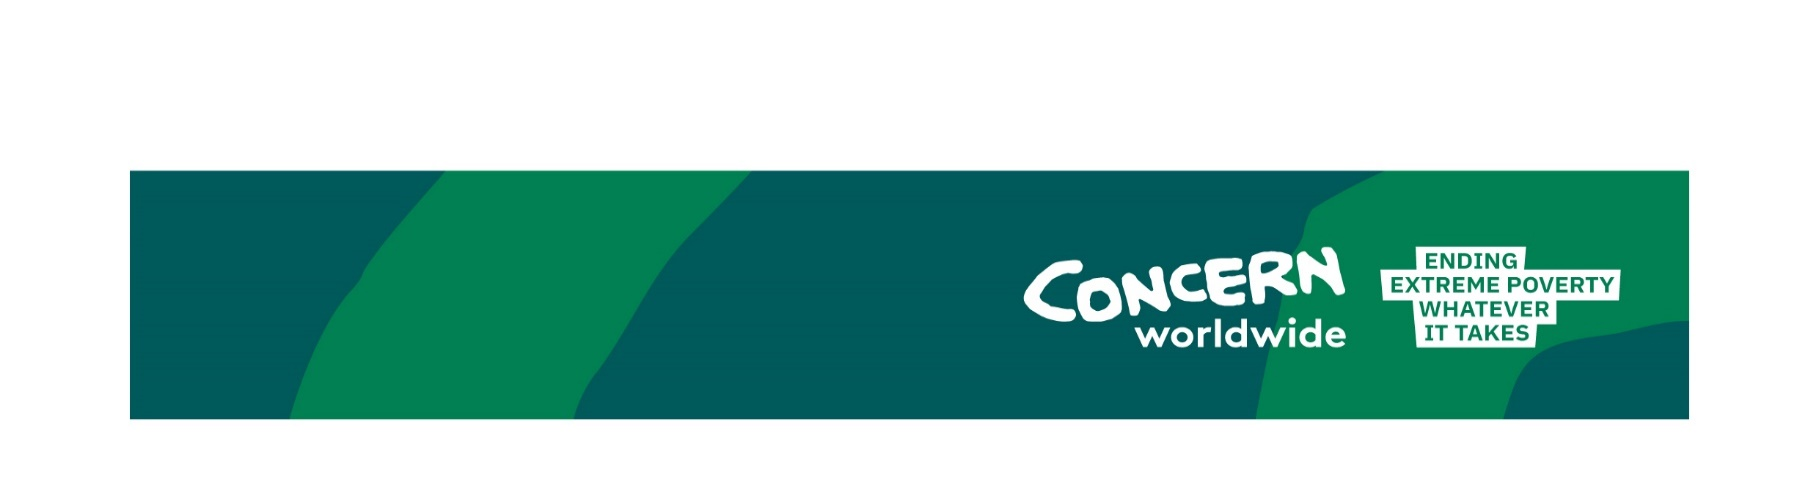 CONCERN
worldwide
ENDING
EXTREME POVERTY
WHATEVER
IT TAKES